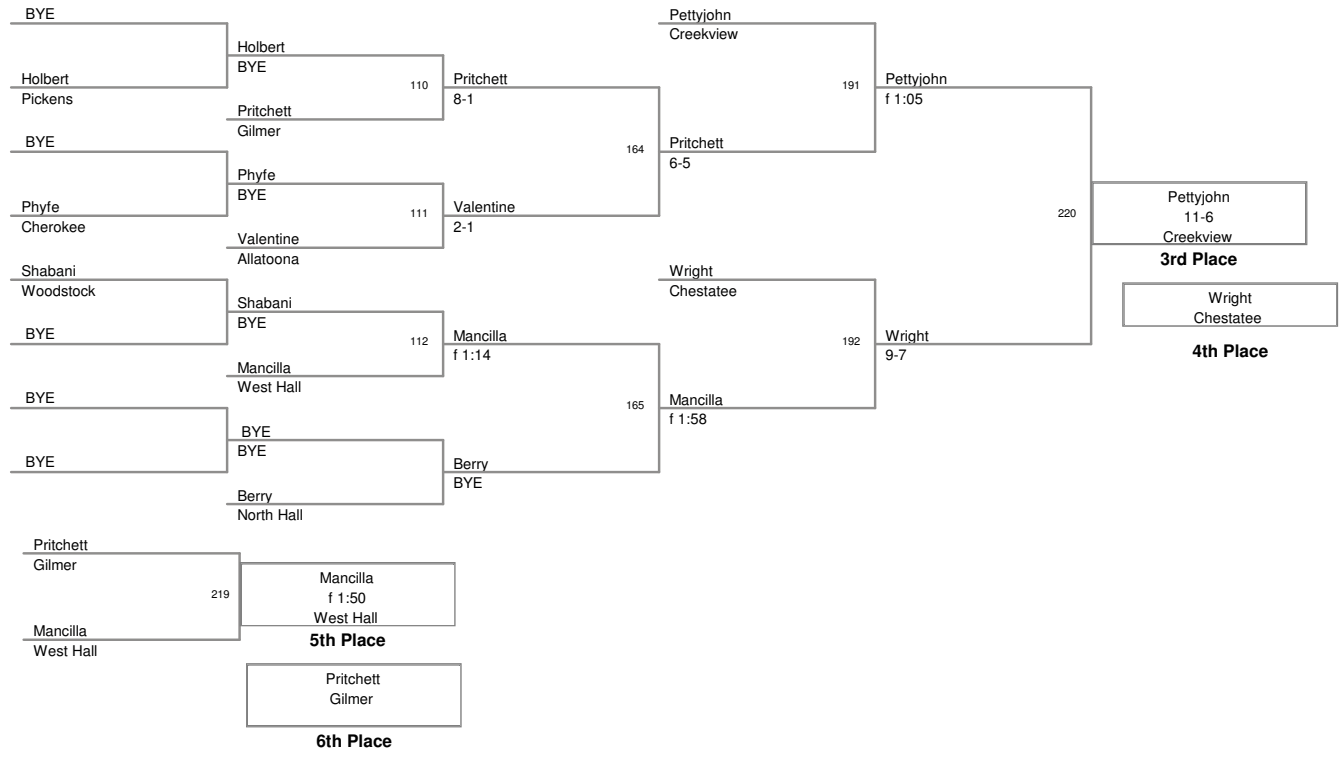 BYE
Holbert
Pickens
BYE
Phyfe
Cherokee
Shabani
Woodstock
BYE
BYE
BYE
Holbert
BYE
110
Pritchett
Gilmer
Phyfe
BYE
111
Valentine
Allatoona
Shabani
BYE
112
Mancilla
West Hall
BYE
BYE
Berry
North Hall
Pritchett
8-1
164
Valentine
2-1
Mancilla
f 1:14
165
Berry
BYE
Pettyjohn
Creekview
191
Pritchett
6-5
Wright
Chestatee
192
Mancilla
f 1:58
Pettyjohn
f 1:05
220
Wright
9-7
Pettyjohn
11-6
Creekview
3rd Place
Wright
Chestatee
4th Place
Pritchett
Gilmer
219
Mancilla
West Hall
Mancilla
f 1:50
West Hall
5th Place
Pritchett
Gilmer
6th Place